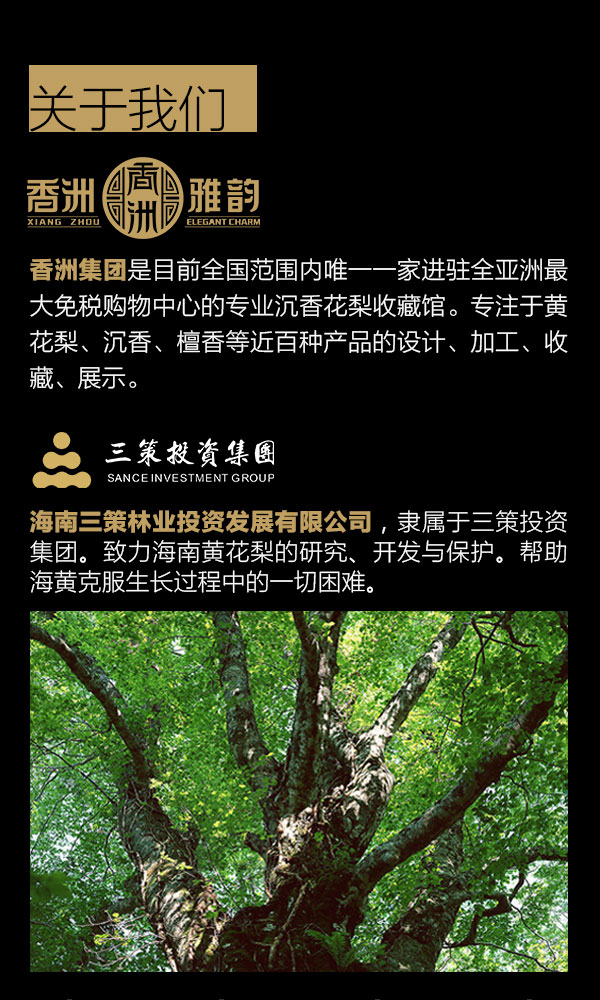 关于我们
香洲 香洲 雅韵
XIANG ZHOU ELEGANT CHARM
香洲集团是目前全国范围内唯一一家进驻全亚洲最
大免税购物中心的专业沉香花梨收藏馆。专注于黄
花梨、沉香、檀香等近百种产品的设计、加工、收
藏、展示。
三策投資集團
SANCE INVESTMENT GROUP
海南三策林业投资发展有限公司，隶属于三策投资
集团。致力海南黄花梨的研究、开发与保护。帮助
海黄克服生长过程中的一切困难。